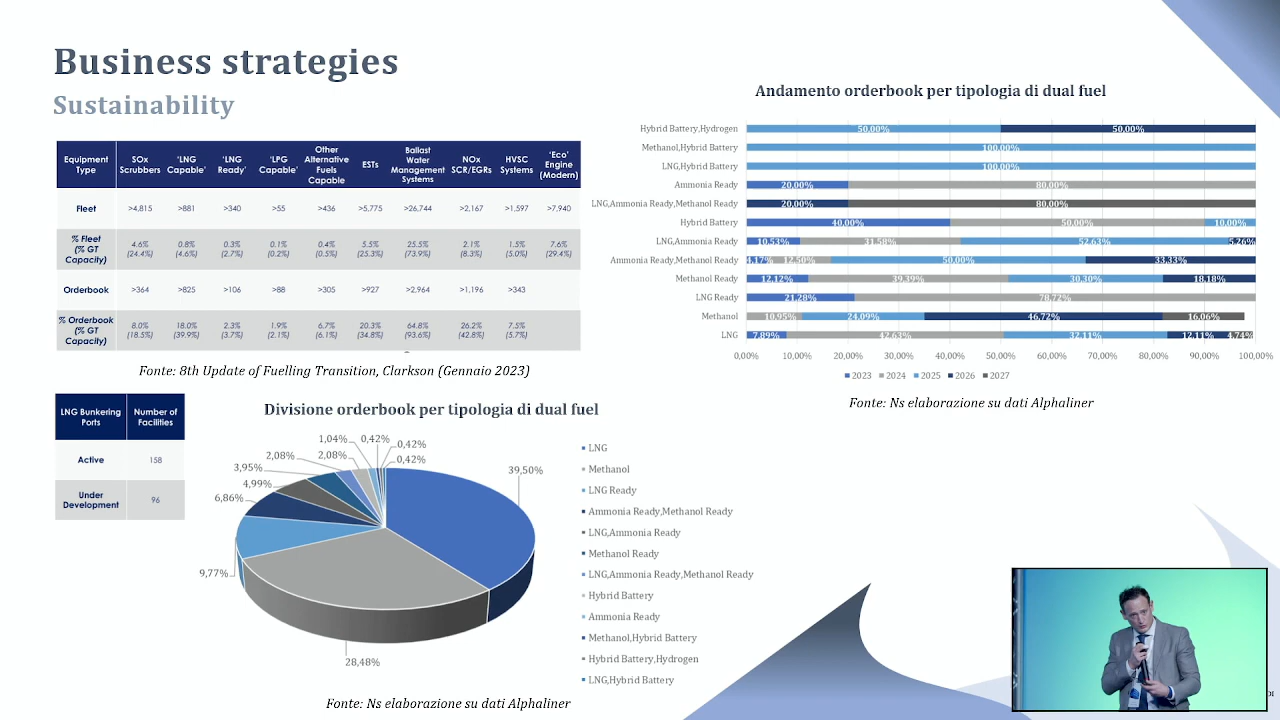 Business strategies
Sustainability
Equipment Type | SOx Scrubbers | 'LNG Capable' | 'LNG Ready' | 'LPG Capable' | Other Alternative Fuels Capable | ESTs | Ballast Water Management Systems | NOx SCR/EGRs | HVSC Systems | 'Eco' Engine (Modern)
Fleet | >4,815 | >881 | >340 | >55 | >436 | >5,775 | >26,744 | >2,167 | >1,597 | >7,940
% Fleet (% GT Capacity) | 4.6% (24.4%) | 0.8% (4.6%) | 0.3% (2.7%) | 0.1% (0.2%) | 0.4% (0.5%) | 5.5% (25.3%) | 25.5% (73.9%) | 2.1% (8.3%) | 1.5% (5.0%) | 7.6% (29.4%)
Orderbook | >364 | >825 | >106 | >88 | >305 | >927 | >2,964 | >1,196 | >343
% Orderbook (% GT Capacity) | 8.0% (18.5%) | 18.0% (39.9%) | 2.3% (3.7%) | 1.9% (2.1%) | 6.7% (6.1%) | 20.3% (34.8%) | 64.8% (93.6%) | 26.2% (42.8%) | 7.5% (5.7%)
Fonte: 8th Update of Fuelling Transition, Clarkson (Gennaio 2023)
Andamento orderbook per tipologia di dual fuel
Hybrid Battery,Hydrogen 50.00% 50.00%
Methanol,Hybrid Battery 100.00%
LNG,Hybrid Battery 100.00%
Ammonia Ready 20.00% 80.00%
LNG,Ammonia Ready,Methanol Ready 20.00% 80.00%
Hybrid Battery 40.00% 50.00% 10.00%
LNG,Ammonia Ready 10.53% 31.58% 52.63% 5.26%
Ammonia Ready,Methanol Ready 4.17% 12.50% 50.00% 33.33%
Methanol Ready 12.12% 39.39% 30.30% 18.18%
LNG Ready 21.28% 78.72%
Methanol 10.95% 24.09% 46.72% 16.06%
LNG 7.89% 42.63% 32.11% 12.11% 4.74%
0,00% 10,00% 20,00% 30,00% 40,00% 50,00% 60,00% 70,00% 80,00% 90,00% 100,00%
2023 2024 2025 2026 2027
Fonte: Ns elaborazione su dati Alphaliner
LNG Bunkering Ports | Number of Facilities
Active | 158
Under Development | 96
Divisione orderbook per tipologia di dual fuel
39,50%
28,48%
9,77%
6,86%
4,99%
3,95%
2,08%
2,08%
1,04%
0,42%
0,42%
0,42%
LNG
Methanol
LNG Ready
Ammonia Ready,Methanol Ready
LNG,Ammonia Ready
Methanol Ready
LNG,Ammonia Ready,Methanol Ready
Hybrid Battery
Ammonia Ready
Methanol,Hybrid Battery
Hybrid Battery,Hydrogen
LNG,Hybrid Battery
Fonte: Ns elaborazione su dati Alphaliner